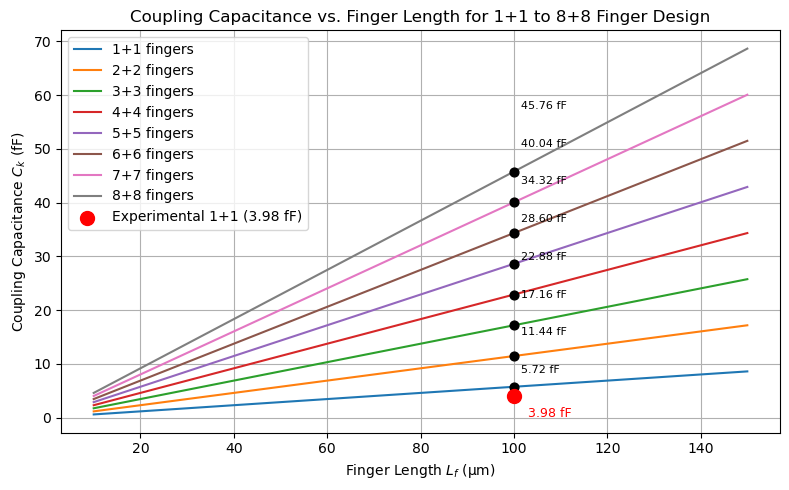 Coupling Capacitance vs. Finger Length for 1+1 to 8+8 Finger Design
70
60
50
40
30
20
10
0
Coupling Capacitance Ck (fF)
1+1 fingers
2+2 fingers
3+3 fingers
4+4 fingers
5+5 fingers
6+6 fingers
7+7 fingers
8+8 fingers
Experimental 1+1 (3.98 fF)
45.76 fF
40.04 fF
34.32 fF
28.60 fF
22.88 fF
17.16 fF
11.44 fF
5.72 fF
3.98 fF
20
40
60
80
100
120
140
Finger Length Lf (μm)